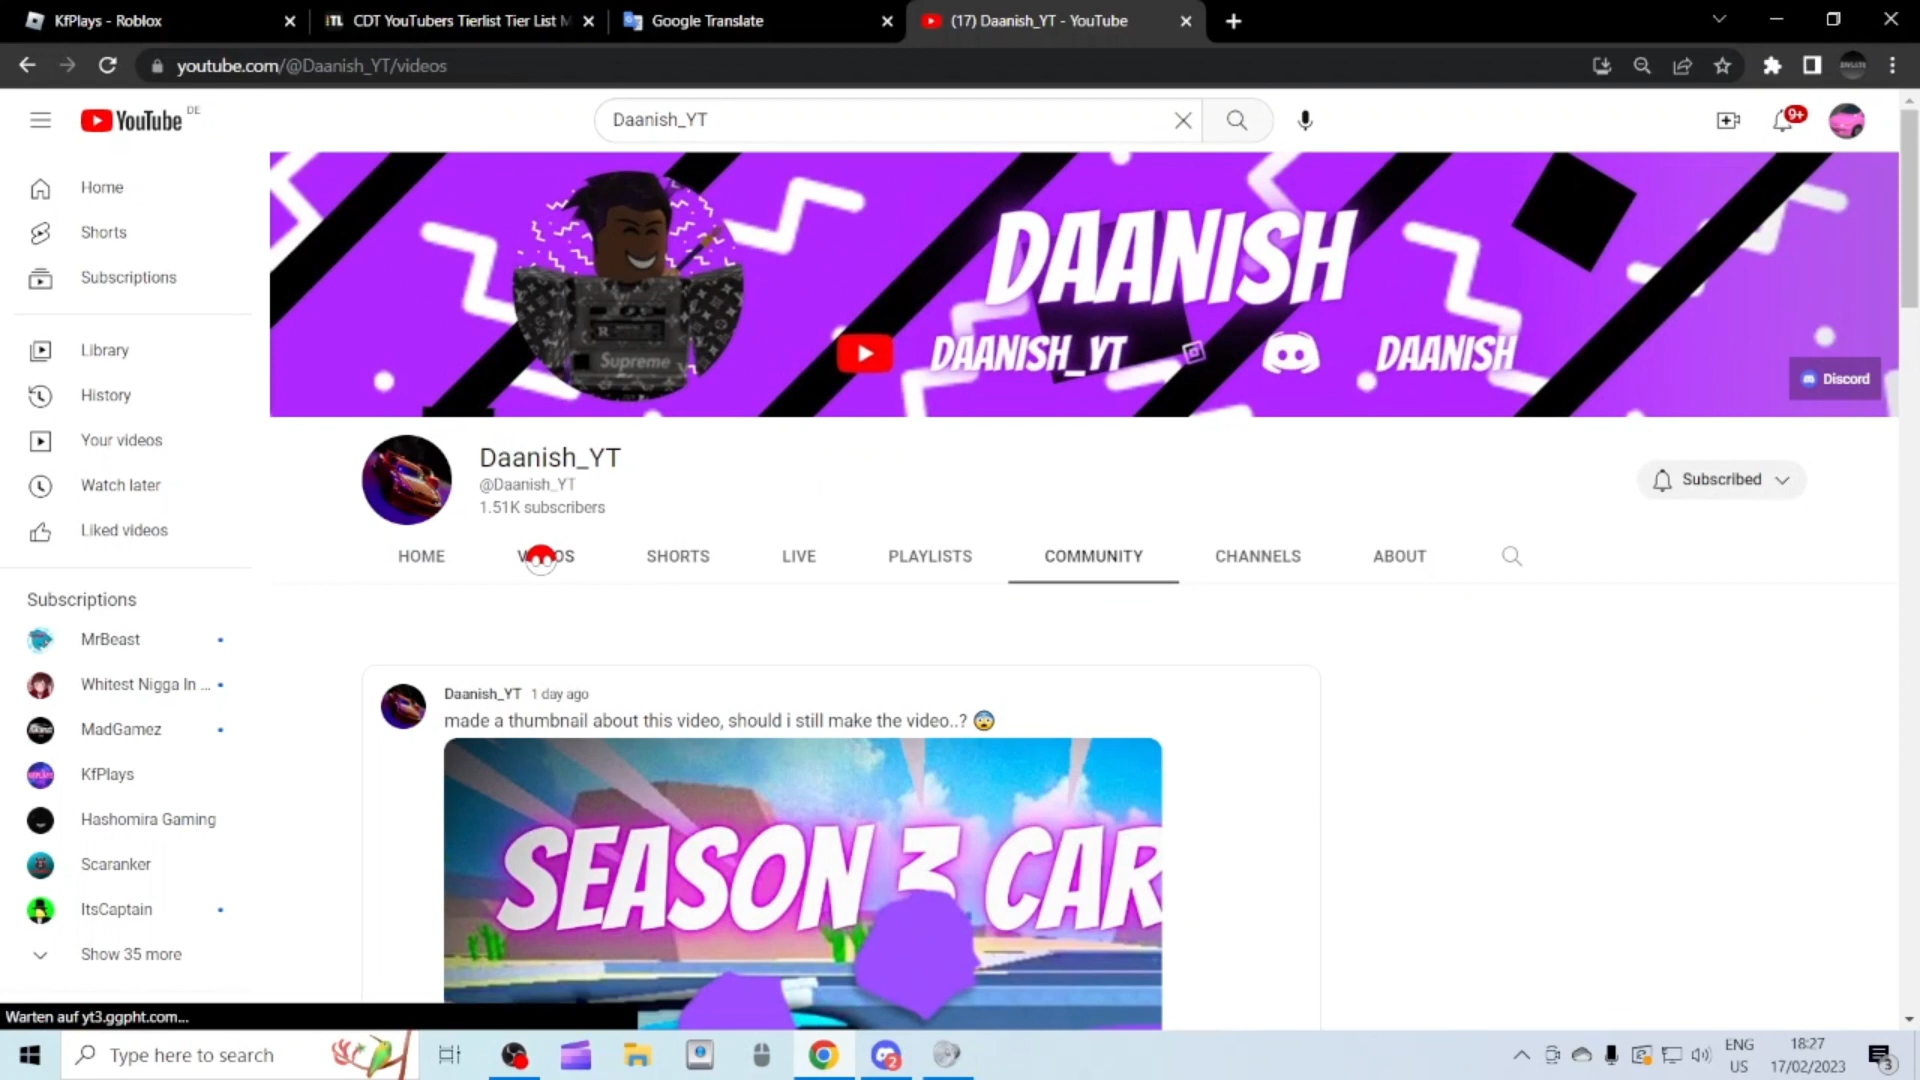 KfPlays - Roblox
TL CDT YouTubers Tierlist Tier List M
Google Translate
(17) Daanish_YT - YouTube
youtube.com/@Daanish_YT/videos
YouTube DE
Daanish_YT
9+
Home
Shorts
Subscriptions
Library
History
Your videos
Watch later
Liked videos
Subscriptions
MrBeast
Whitest Nigga In ...
MadGamez
KfPlays
Hashomira Gaming
Scaranker
ItsCaptain
Show 35 more
DAANISH
DAANISH_YT
DAANISH
Supreme
R
Discord
Daanish_YT
@Daanish_YT
1.51K subscribers
Subscribed
HOME
SHORTS
LIVE
PLAYLISTS
COMMUNITY
CHANNELS
ABOUT
Daanish_YT 1 day ago
made a thumbnail about this video, should i still make the video..? 😨
SEASON 3 CAR
Warten auf yt3.ggpht.com...
Type here to search
2
ENG
US
18:27
17/02/2023
3